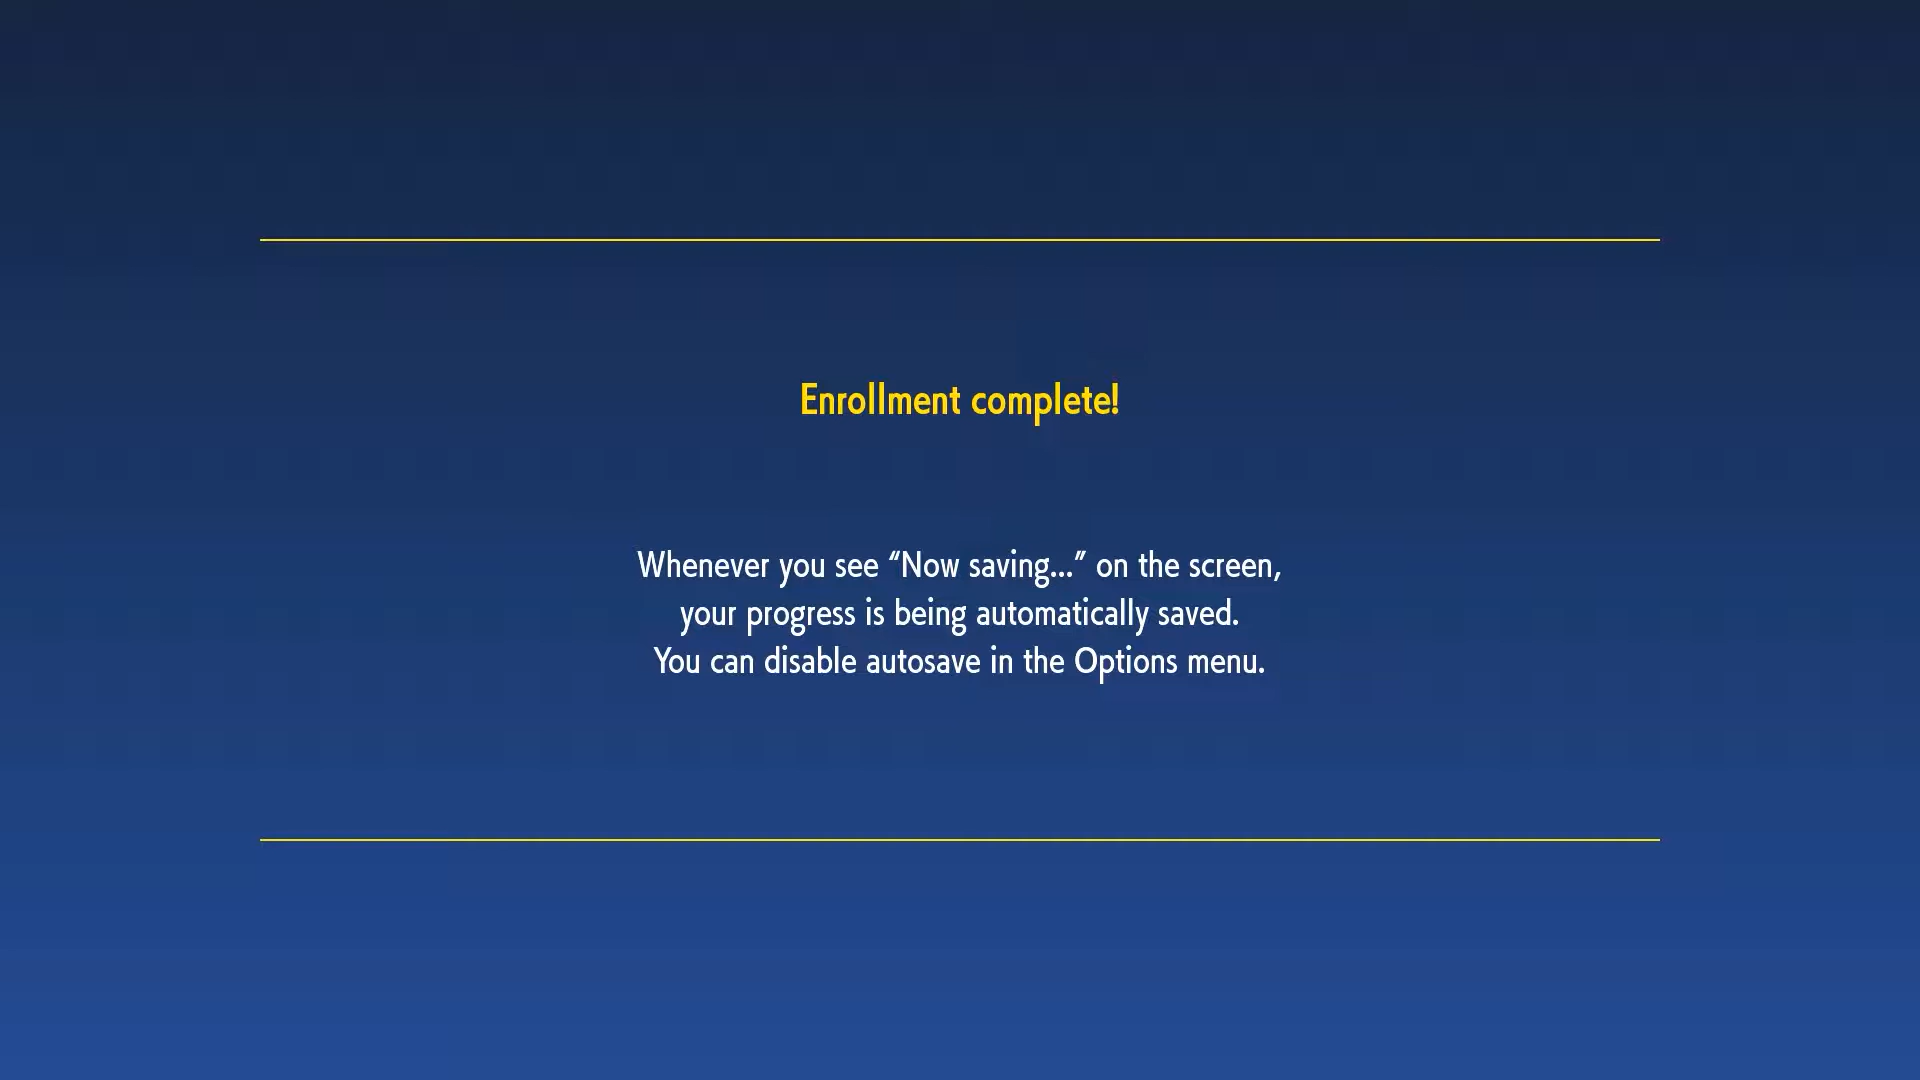 Enrollment complete!
Whenever you see “Now saving...” on the screen,
your progress is being automatically saved.
You can disable autosave in the Options menu.